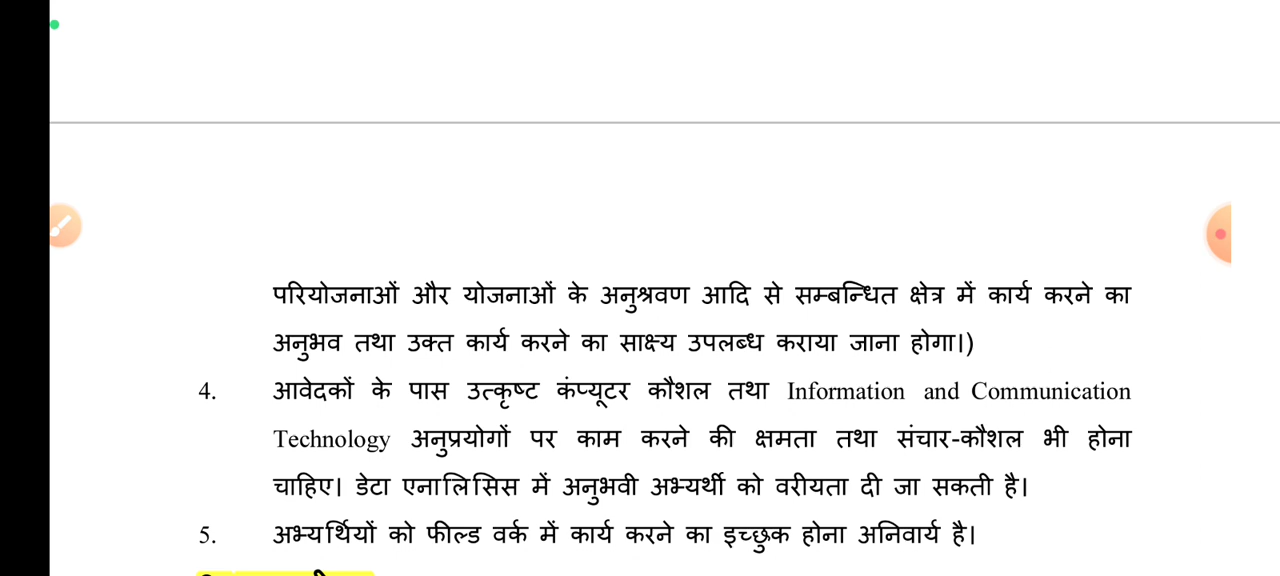 परियोजनाओं और योजनाओं के अनुश्रवण आदि से सम्बन्धित क्षेत्र में कार्य करने का
अनुभव तथा उक्त कार्य करने का साक्ष्य उपलब्ध कराया जाना होगा।)
4. आवेदकों के पास उत्कृष्ट कंप्यूटर कौशल तथा Information and Communication
Technology अनुप्रयोगों पर काम करने की क्षमता तथा संचार-कौशल भी होना
चाहिए। डेटा एनालिसिस में अनुभवी अभ्यर्थी को वरीयता दी जा सकती है।
5. अभ्यर्थियों को फील्ड वर्क में कार्य करने का इच्छुक होना अनिवार्य है।